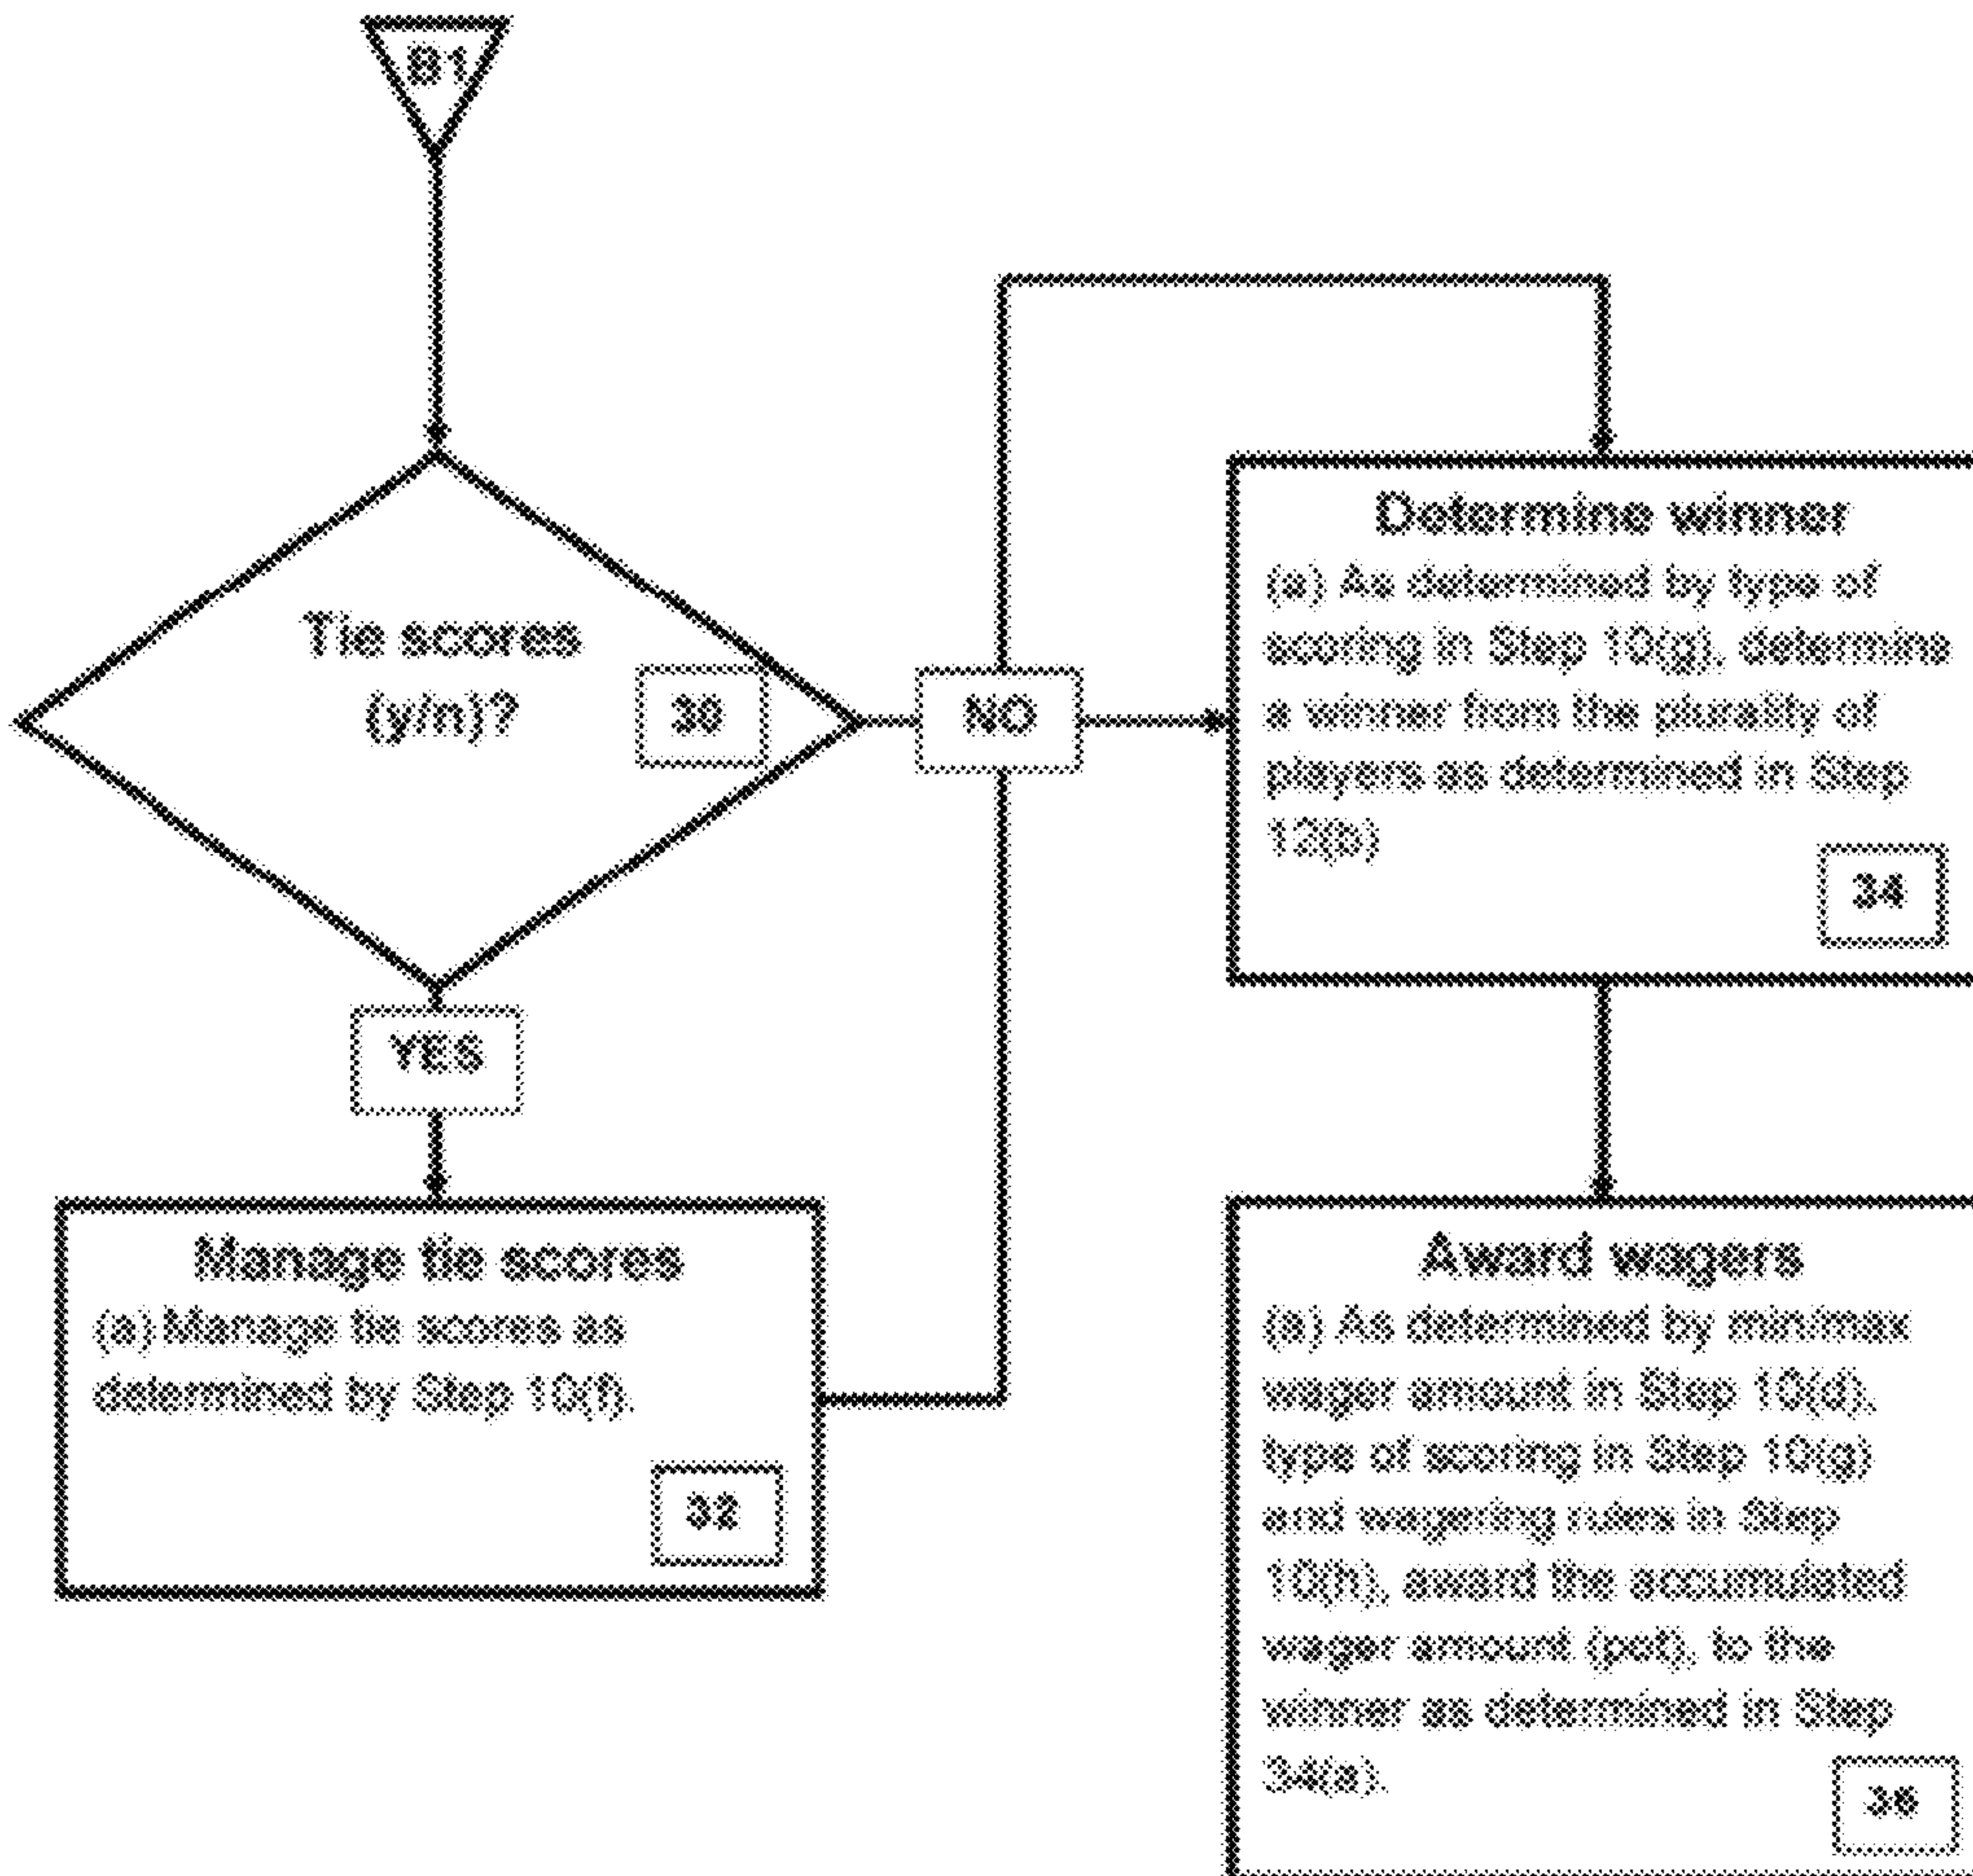 B1
Tie scores
(y/n)?
30
NO
YES
Manage tie scores
(a) Manage tie scores as
determined by Step 10(f).
32
Determine winner
(a) As determined by type of
scoring in Step 10(g), determine
a winner from the plurality of
players as determined in Step
12(b)
34
Award wagers
(a) As determined by min/max
wager amount in Step 10(d),
type of scoring in Step 10(g)
and wagering rules in Step
10(h), award the accumulated
wager amount (pot), to the
winner as determined in Step
34(a).
36